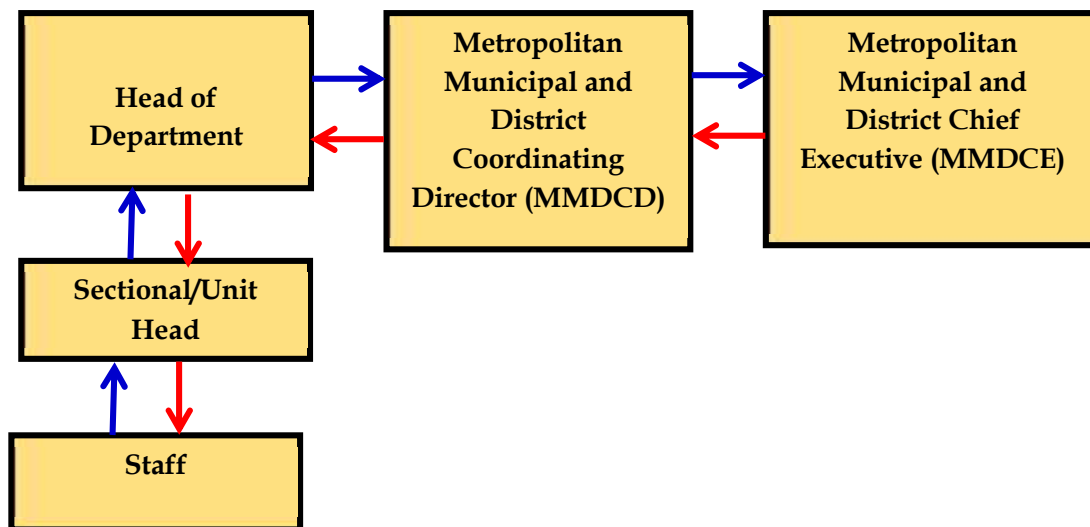 Head of
Department
Metropolitan
Municipal and
District
Coordinating
Director (MMDCD)
Metropolitan
Municipal and
District Chief
Executive (MMDCE)
Sectional/Unit
Head
Staff